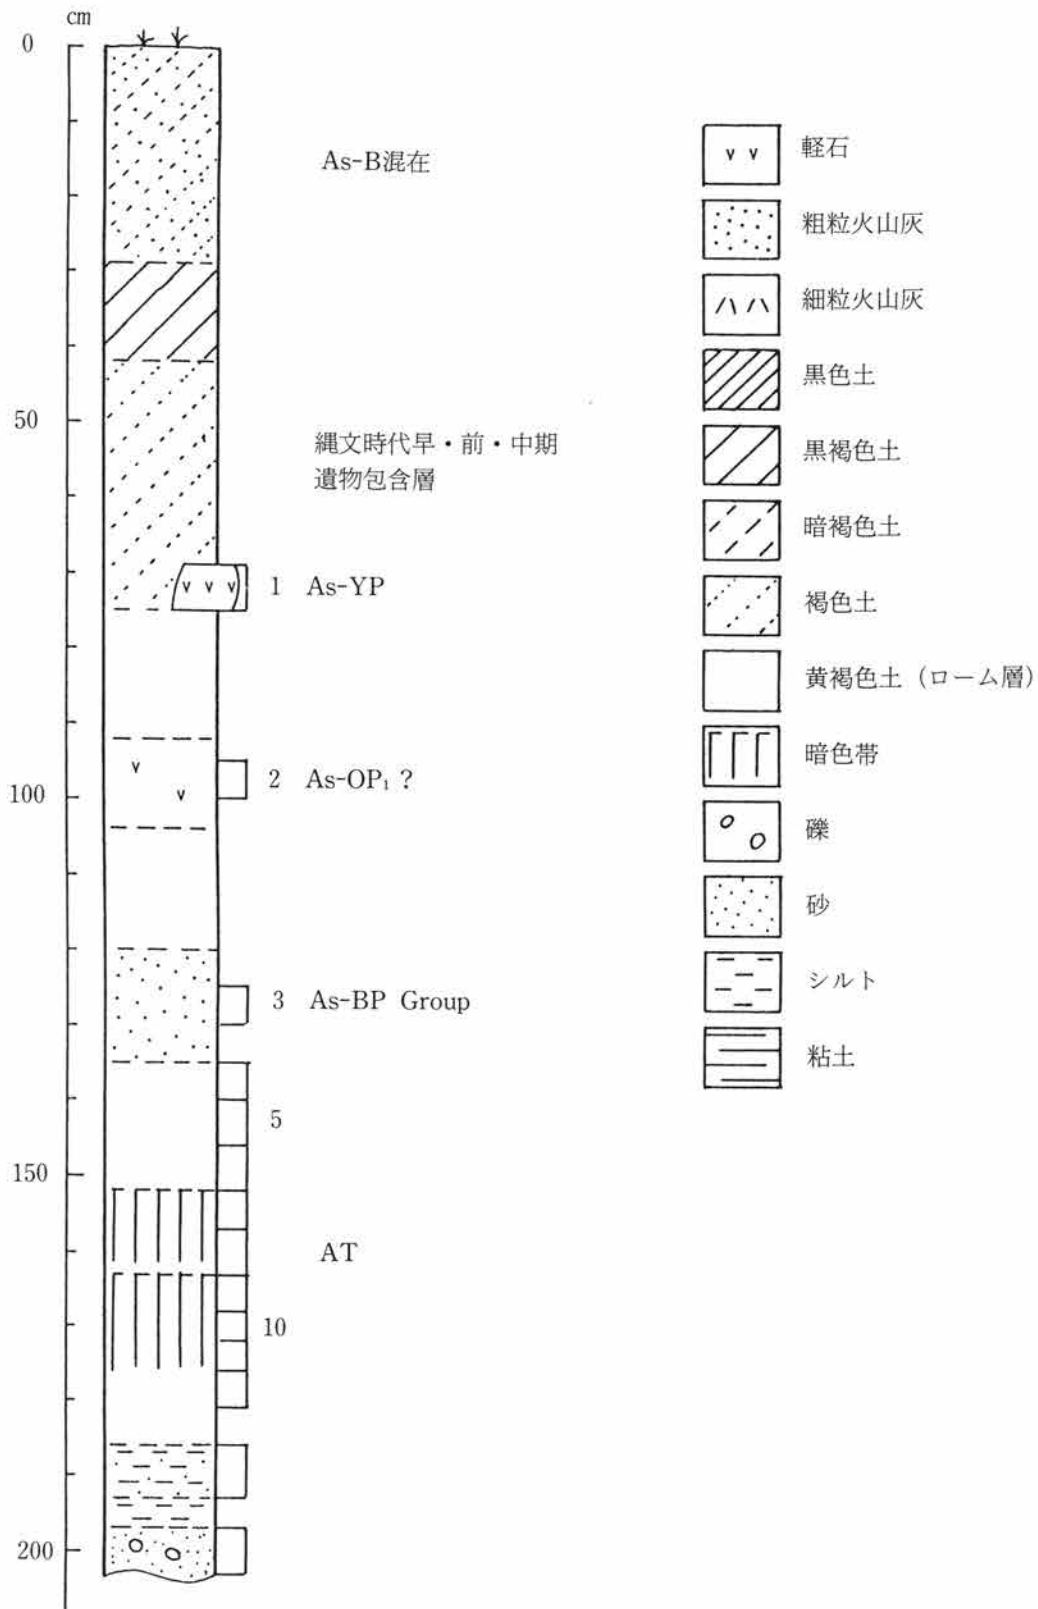 cm
0
As-B混在
50
縄文時代早・前・中期
遺物包含層
1 As-YP
2 As-OP₁ ?
100
3 As-BP Group
5
150
AT
10
200
軽石
粗粒火山灰
細粒火山灰
黒色土
黒褐色土
暗褐色土
褐色土
黄褐色土（ローム層）
暗色帯
礫
砂
シルト
粘土